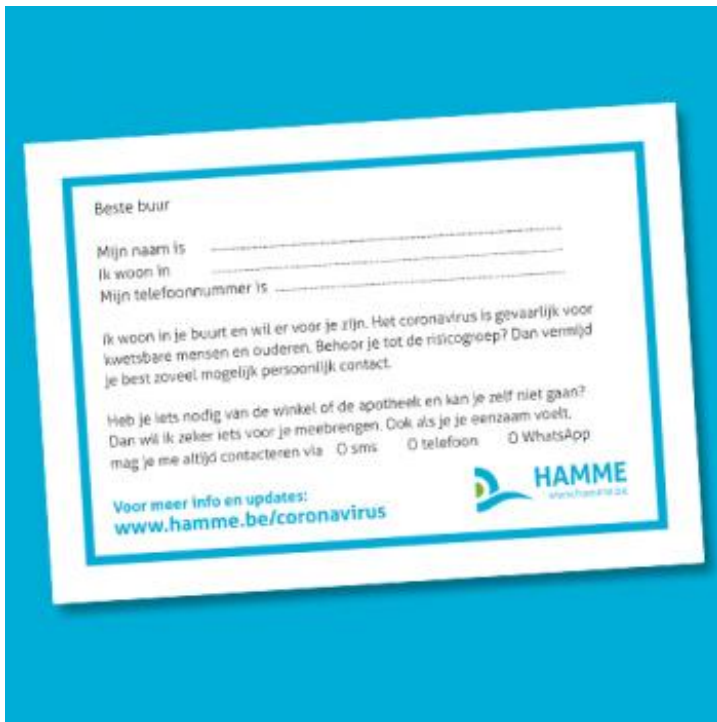 Beste buur
Mijn naam is
Ik woon in
Mijn telefoonnummer is
Ik woon in je buurt en wil er voor je zijn. Het coronavirus is gevaarlijk voor
kwetsbare mensen en ouderen. Behoor je tot de risicogroep? Dan vermijd
je best zoveel mogelijk persoonlijk contact.
Heb je iets nodig van de winkel of de apotheek en kan je zelf niet gaan?
Dan wil ik zeker iets voor je meebrengen. Ook als je je eenzaam voelt,
mag je me altijd contacteren via O sms O telefoon O WhatsApp
Voor meer info en updates:
www.hamme.be/coronavirus
HAMME
www.hamme.be